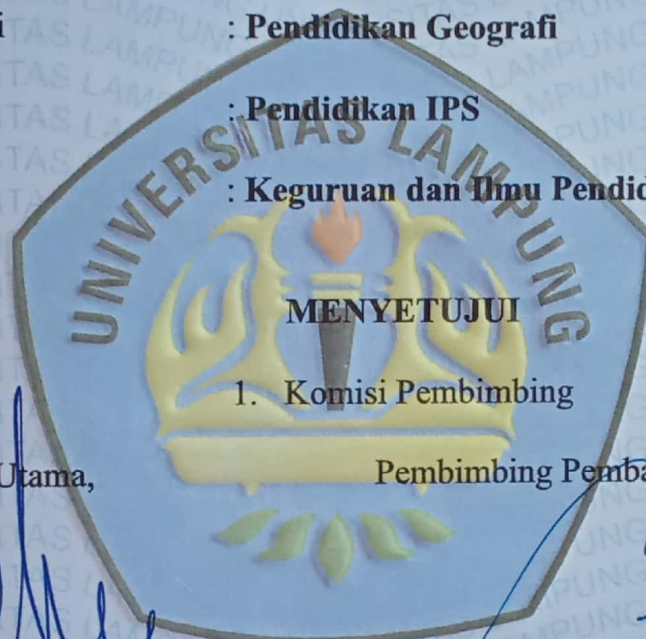 i : Pendidikan Geografi
: Pendidikan IPS
: Keguruan dan Ilmu Pendid
UNIVERSITAS LAMPUNG
MENYETUJUI
1. Komisi Pembimbing
Utama, Pembimbing Pemba